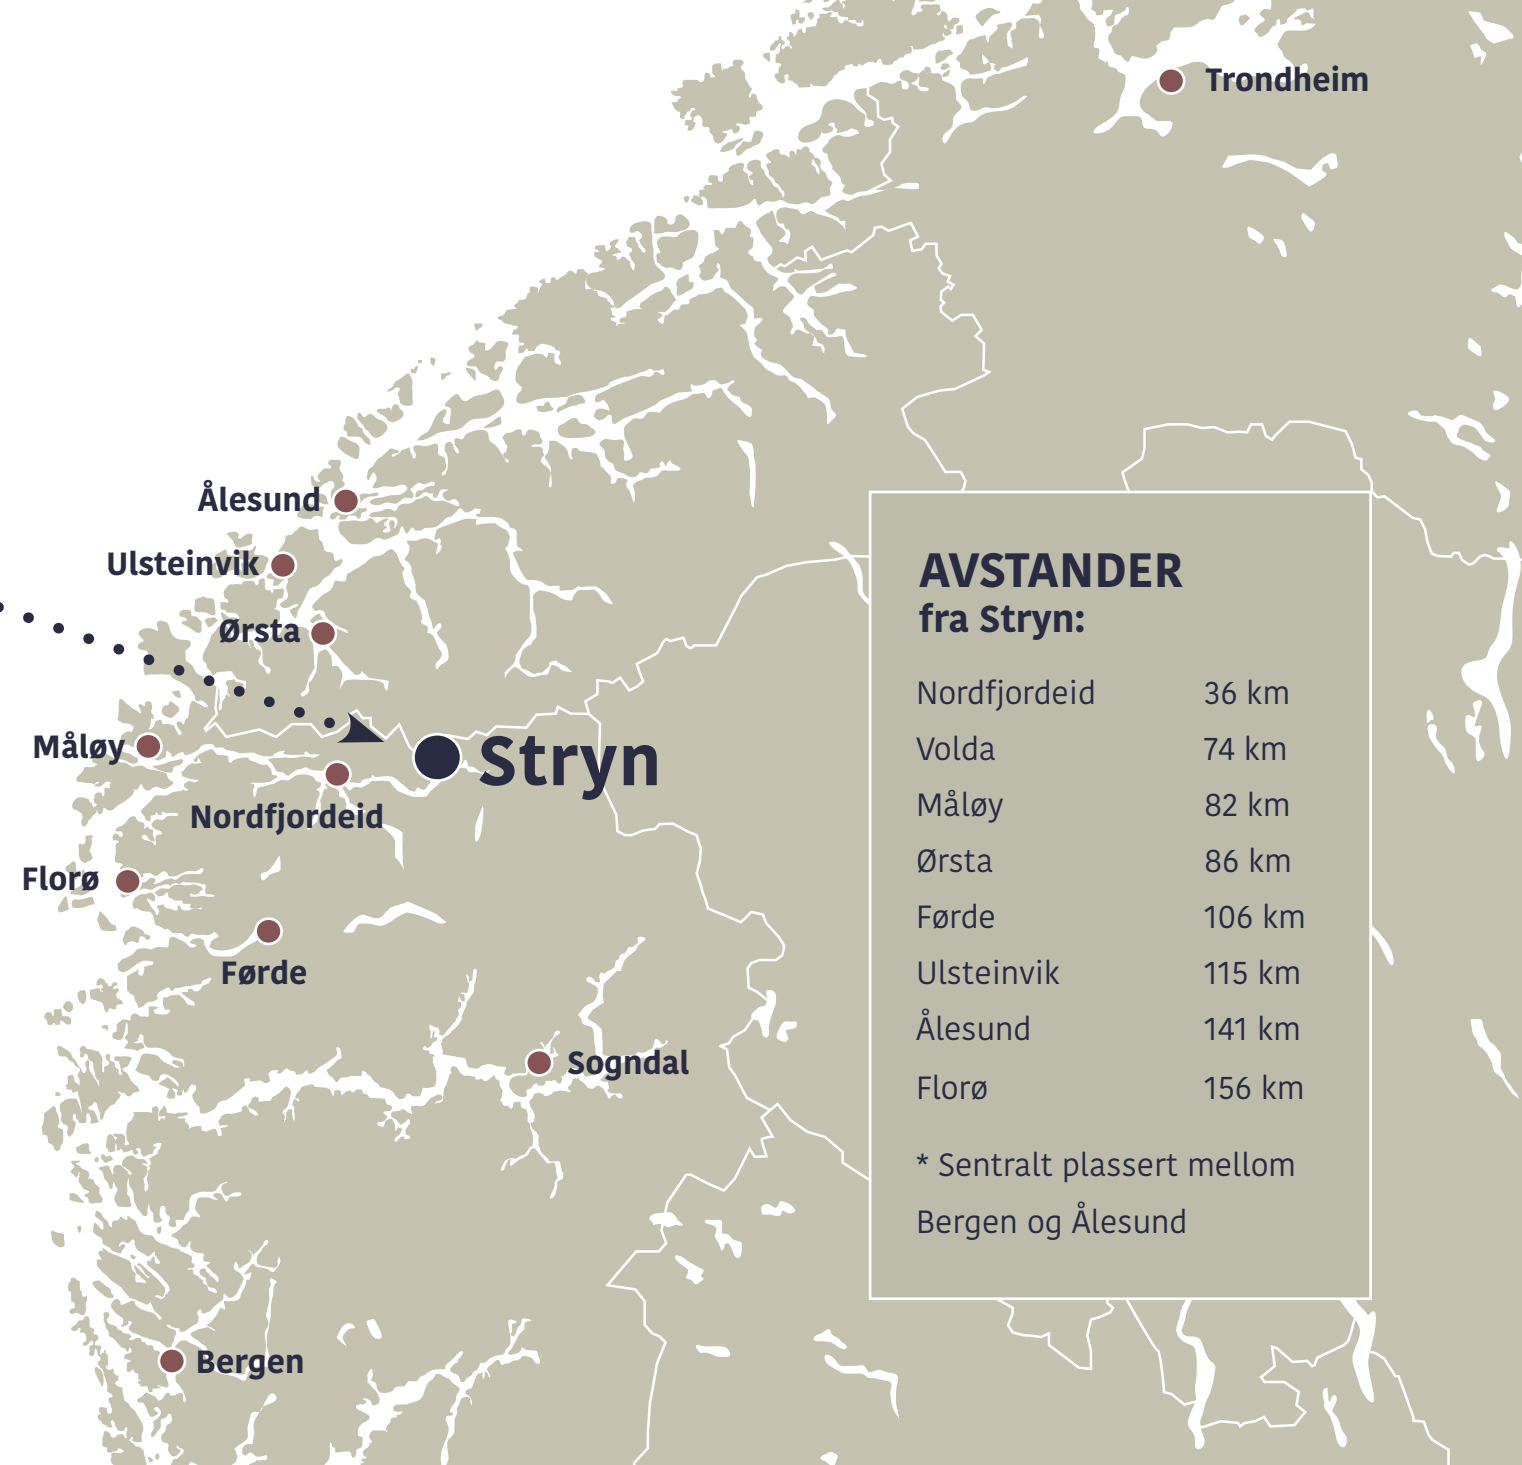 Trondheim
Ålesund
Ulsteinvik
Ørsta
Måløy
Stryn
Nordfjordeid
Florø
Førde
Sogndal
Bergen
AVSTANDER
fra Stryn:
Nordfjordeid 36 km
Volda 74 km
Måløy 82 km
Ørsta 86 km
Førde 106 km
Ulsteinvik 115 km
Ålesund 141 km
Florø 156 km
* Sentralt plassert mellom
Bergen og Ålesund